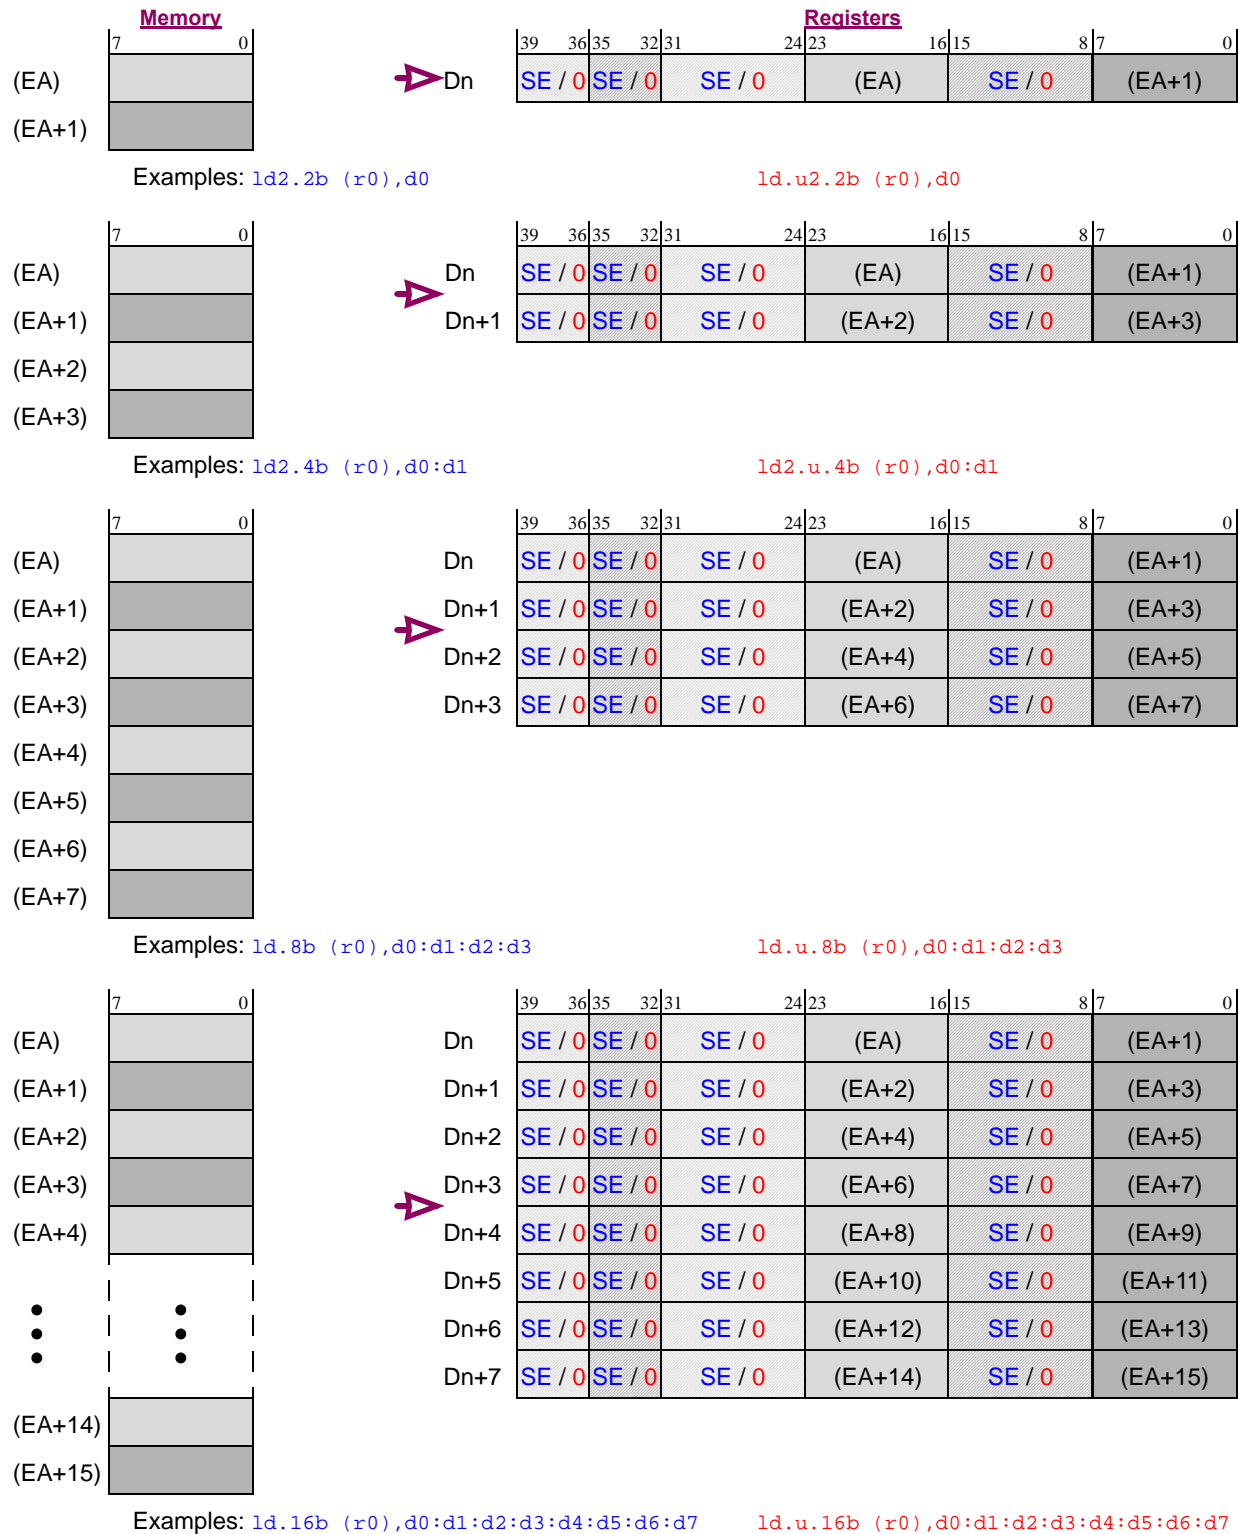 Memory Registers
7 0 39 36 35 32 31 24 23 16 15 8 7 0
(EA) Dn SE / 0 SE / 0 SE / 0 (EA) SE / 0 (EA+1)
(EA+1)
Examples: ld2.2b (r0),d0 ld.u2.2b (r0),d0
7 0 39 36 35 32 31 24 23 16 15 8 7 0
(EA) Dn SE / 0 SE / 0 SE / 0 (EA) SE / 0 (EA+1)
(EA+1) Dn+1 SE / 0 SE / 0 SE / 0 (EA+2) SE / 0 (EA+3)
(EA+2)
(EA+3)
Examples: ld2.4b (r0),d0:d1 ld2.u.4b (r0),d0:d1
7 0 39 36 35 32 31 24 23 16 15 8 7 0
(EA) Dn SE / 0 SE / 0 SE / 0 (EA) SE / 0 (EA+1)
(EA+1) Dn+1 SE / 0 SE / 0 SE / 0 (EA+2) SE / 0 (EA+3)
(EA+2) Dn+2 SE / 0 SE / 0 SE / 0 (EA+4) SE / 0 (EA+5)
(EA+3) Dn+3 SE / 0 SE / 0 SE / 0 (EA+6) SE / 0 (EA+7)
(EA+4)
(EA+5)
(EA+6)
(EA+7)
Examples: ld.8b (r0),d0:d1:d2:d3 ld.u.8b (r0),d0:d1:d2:d3
7 0 39 36 35 32 31 24 23 16 15 8 7 0
(EA) Dn SE / 0 SE / 0 SE / 0 (EA) SE / 0 (EA+1)
(EA+1) Dn+1 SE / 0 SE / 0 SE / 0 (EA+2) SE / 0 (EA+3)
(EA+2) Dn+2 SE / 0 SE / 0 SE / 0 (EA+4) SE / 0 (EA+5)
(EA+3) Dn+3 SE / 0 SE / 0 SE / 0 (EA+6) SE / 0 (EA+7)
(EA+4) Dn+4 SE / 0 SE / 0 SE / 0 (EA+8) SE / 0 (EA+9)
Dn+5 SE / 0 SE / 0 SE / 0 (EA+10) SE / 0 (EA+11)
Dn+6 SE / 0 SE / 0 SE / 0 (EA+12) SE / 0 (EA+13)
Dn+7 SE / 0 SE / 0 SE / 0 (EA+14) SE / 0 (EA+15)
(EA+14)
(EA+15)
Examples: ld.16b (r0),d0:d1:d2:d3:d4:d5:d6:d7 ld.u.16b (r0),d0:d1:d2:d3:d4:d5:d6:d7